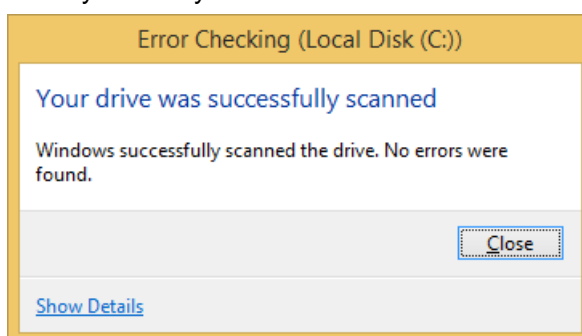 Error Checking (Local Disk (C:))
Your drive was successfully scanned
Windows successfully scanned the drive. No errors were
found.
Close
Show Details